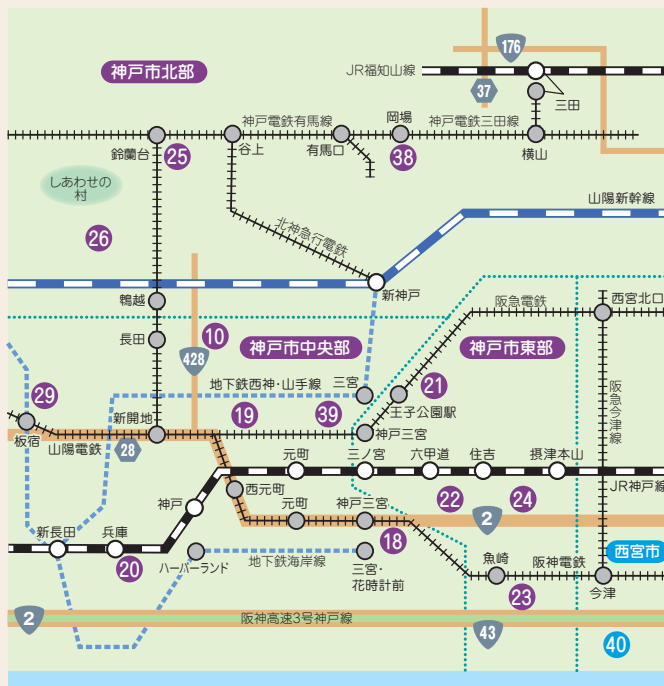 176
神戸市北部
JR福知山線
37
三田
神戸電鉄有馬線
岡場
神戸電鉄三田線
鈴蘭台
25
谷上
有馬口
38
横山
しあわせの
村
山陽新幹線
26
北神急行電鉄
新神戸
鵯越
阪急電鉄
西宮北口
長田
10
428
神戸市中央部
神戸市東部
地下鉄西神・山手線
三宮
21
29
19
39
王子公園駅
阪急今津線
板宿
山陽電鉄
28
新開地
神戸三宮
元町
三ノ宮
六甲道
住吉
摂津本山
JR神戸線
西元町
神戸
元町
神戸三宮
22
24
2
新長田
兵庫
18
20
ハーバーランド
地下鉄海岸線
三宮・
花時計前
魚崎
阪神電鉄
西宮市
23
今津
2
阪神高速3号神戸線
43
40